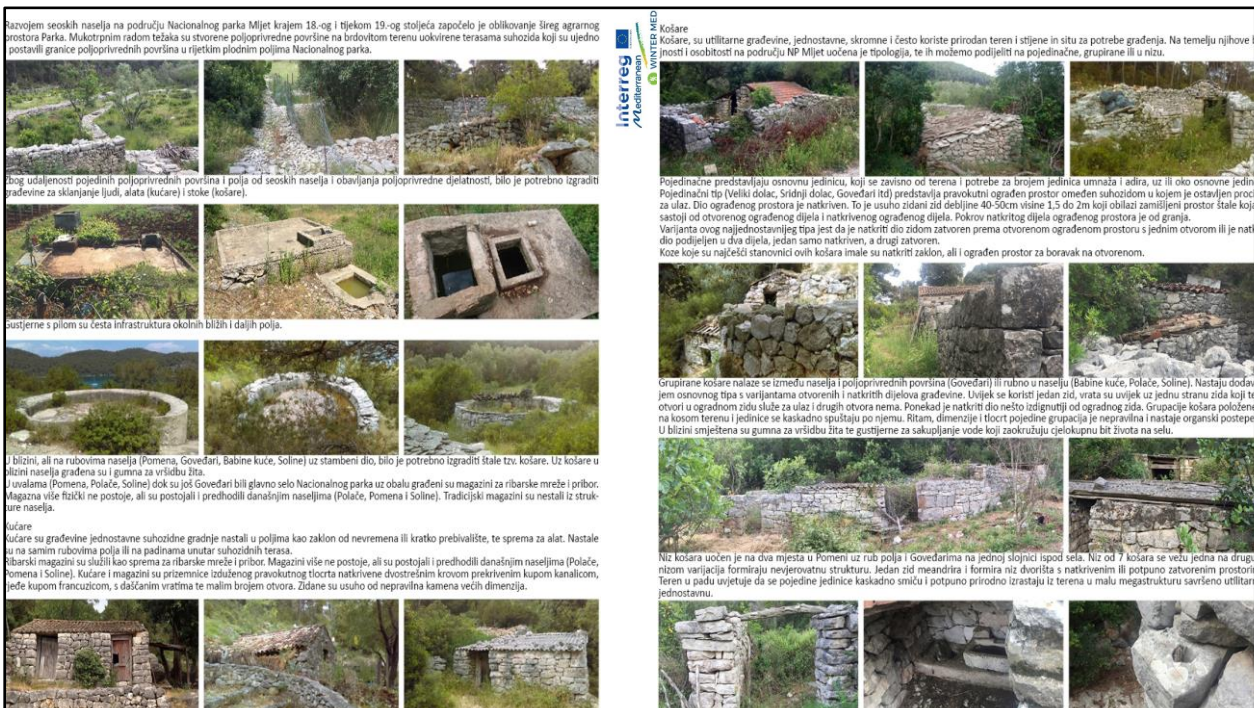 Razvojem seoskih naselja na području Nacionalnog parka Mljet krajem 18.-og i tijekom 19.-og stoljeća započelo je oblikovanje šireg agrarnog
prostora Parka. Mukotrpnim radom težaka su stvorene poljoprivredne površine na brdovitom terenu uokvirene terasama suhozida koji su ujedno
i postavili granice poljoprivrednih površina u rijetkim plodnim poljima Nacionalnog parka.
Zbog udaljenosti pojedinih poljoprivrednih površina i polja od seoskih naselja i obavljanja poljoprivredne djelatnosti, bilo je potrebno izgraditi
građevine za sklanjanje ljudi, alata (kućare) i stoke (košare).
Gustjerne s pilom su česta infrastruktura okolnih bližih i daljih polja.
U blizini, ali na rubovima naselja (Pomena, Goveđari, Babine kuće, Soline) uz stambeni dio, bilo je potrebno izgraditi štale tzv. košare. Uz košare u
blizini naselja građena su i gumna za vršidbu žita.
U uvalama (Pomena, Polače, Soline) dok su još Goveđari bili glavno selo Nacionalnog parka uz obalu građeni su magazini za ribarske mreže i pribor.
Magazna više fizički ne postoje, ali su postojali i predhodili današnjim naseljima (Polače, Pomena i Soline). Tradicijski magazini su nestali iz struk-
ture naselja.
Kućare
Kućare su građevine jednostavne suhozidne gradnje nastali u poljima kao zaklon od nevremena ili kratko prebivalište, te sprema za alat. Nastale
su na samim rubovima polja ili na padinama unutar suhozidnih terasa.
Ribarski magazini su služili kao sprema za ribarske mreže i pribor. Magazini više ne postoje, ali su postojali i predhodili današnjim naseljima (Polače,
Pomena i Soline). Kućare i magazini su prizemnice izduženog pravokutnog tlocrta natkrivene dvostrešnim krovom prekrivenim kupom kanalicom,
rjeđe kupom francuzicom, s daščanim vratima te malim brojem otvora. Zidane su usuho od nepravilna kamena većih dimenzija.
Interreg
Mediterranean
WINTER MED
Košare
Košare, su utilitarne građevine, jednostavne, skromne i često koriste prirodan teren i stijene in situ za potrebe građenja. Na temelju njihove b
jnosti i osobitosti na području NP Mljet uočena je tipologija, te ih možemo podijeliti na pojedinačne, grupirane ili u nizu.
Pojedinačne predstavljaju osnovnu jedinicu, koji se zavisno od terena i potrebe za brojem jedinica umnaža i adira, uz ili oko osnovne jedin
Pojedinačni tip (Veliki dolac, Sridnji dolac, Goveđari itd) predstavlja pravokutni ograđen prostor omeđen suhozidom u kojem je ostavljen proci
za ulaz. Dio ograđenog prostora je natkriven. To je usuho zidani zid debljine 40-50cm visine 1,5 do 2m koji obilazi zamišljeni prostor štale koja
sastoji od otvorenog ograđenog dijela i natkrivenog ograđenog dijela. Pokrov natkritog dijela ograđenog prostora je od granja.
Varijanta ovog najjednostavnijeg tipa jest da je natkriti dio zidom zatvoren prema otvorenom ograđenom prostoru s jednim otvorom ili je natk
dio podijeljen u dva dijela, jedan samo natkriven, a drugi zatvoren.
Koze koje su najčešći stanovnici ovih košara imale su natkriti zaklon, ali i ograđen prostor za boravak na otvorenom.
Grupirane košare nalaze se između naselja i poljoprivrednih površina (Goveđari) ili rubno u naselju (Babine kuće, Polače, Soline). Nastaju dodav
jem osnovnog tipa s varijantama otvorenih i natkritih dijelova građevine. Uvijek se koristi jedan zid, vrata su uvijek uz jednu stranu zida koji te
otvori u ogradnom zidu služe za ulaz i drugih otvora nema. Ponekad je natkriti dio nešto izdignutiji od ogradnog zida. Grupacije košara položene
na kosom terenu i jedinice se kaskadno spuštaju po njemu. Ritam, dimenzije i tlocrt pojedine grupacija je nepravilna i nastaje organski postepe
U blizini smještena su gumna za vršidbu žita te gustijerne za sakupljanje vode koji zaokružuju cjelokupnu bit života na selu.
Niz košara uočen je na dva mjesta u Pomeni uz rub polja i Goveđarima na jednoj slojnici ispod sela. Niz od 7 košara se vežu jedna na drugu
nizom varijacija formiraju nevjerovatnu strukturu. Jedan zid meandrira i formira niz dvorišta s natkrivenim ili potpuno zatvorenim prostorin
Teren u padu uvjetuje da se pojedine jedinice kaskadno smiču i potpuno prirodno izrastaju iz terena u malu megastrukturu savršeno utilitarn
jednostavnu.